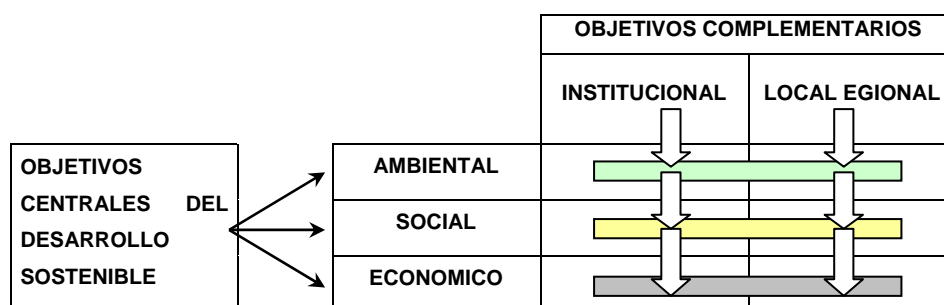 OBJETIVOS COMPLEMENTARIOS
INSTITUCIONAL
LOCAL EGIONAL
OBJETIVOS
CENTRALES DEL
DESARROLLO
SOSTENIBLE
AMBIENTAL
SOCIAL
ECONOMICO